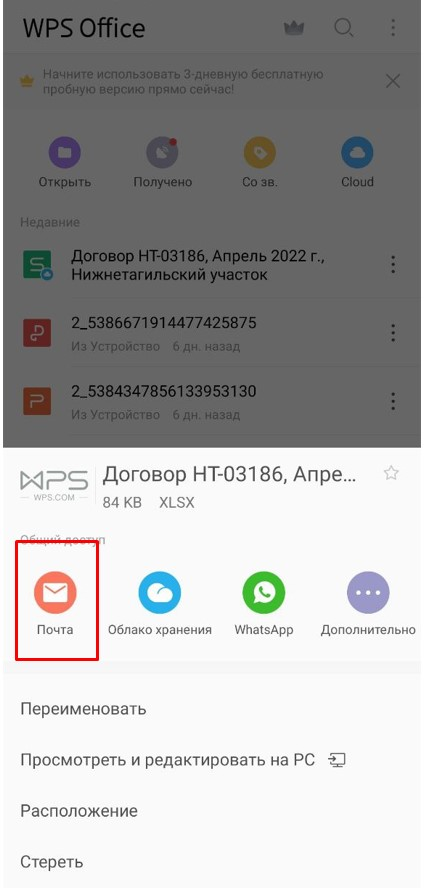 WPS Office
Начните использовать 3-дневную бесплатную
пробную версию прямо сейчас!
Открыть
Получено
Со зв.
Cloud
Недавние
Договор НТ-03186, Апрель 2022 г.,
Нижнетагильский участок
2_5386671914477425875
Из Устройство 6 дн. назад
2_5384347856133953130
Из Устройство 6 дн. назад
WPS
WPS.COM
Договор НТ-03186, Апре...
84 KB XLSX
Общий доступ
Почта
Облако хранения
WhatsApp
Дополнительно
Переименовать
Просмотреть и редактировать на PC
Расположение
Стереть